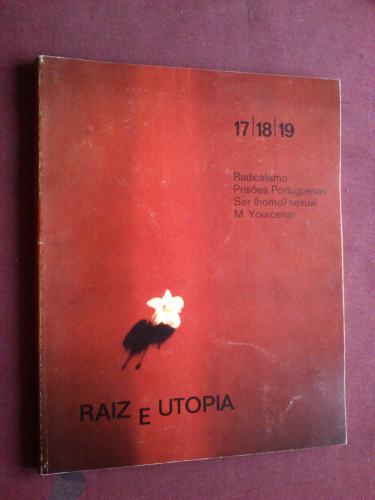 17|18|19
Radicalismo
Prisões Portuguesas
Ser (homo) sexual
M Yourcenar
RAIZ E UTOPIA